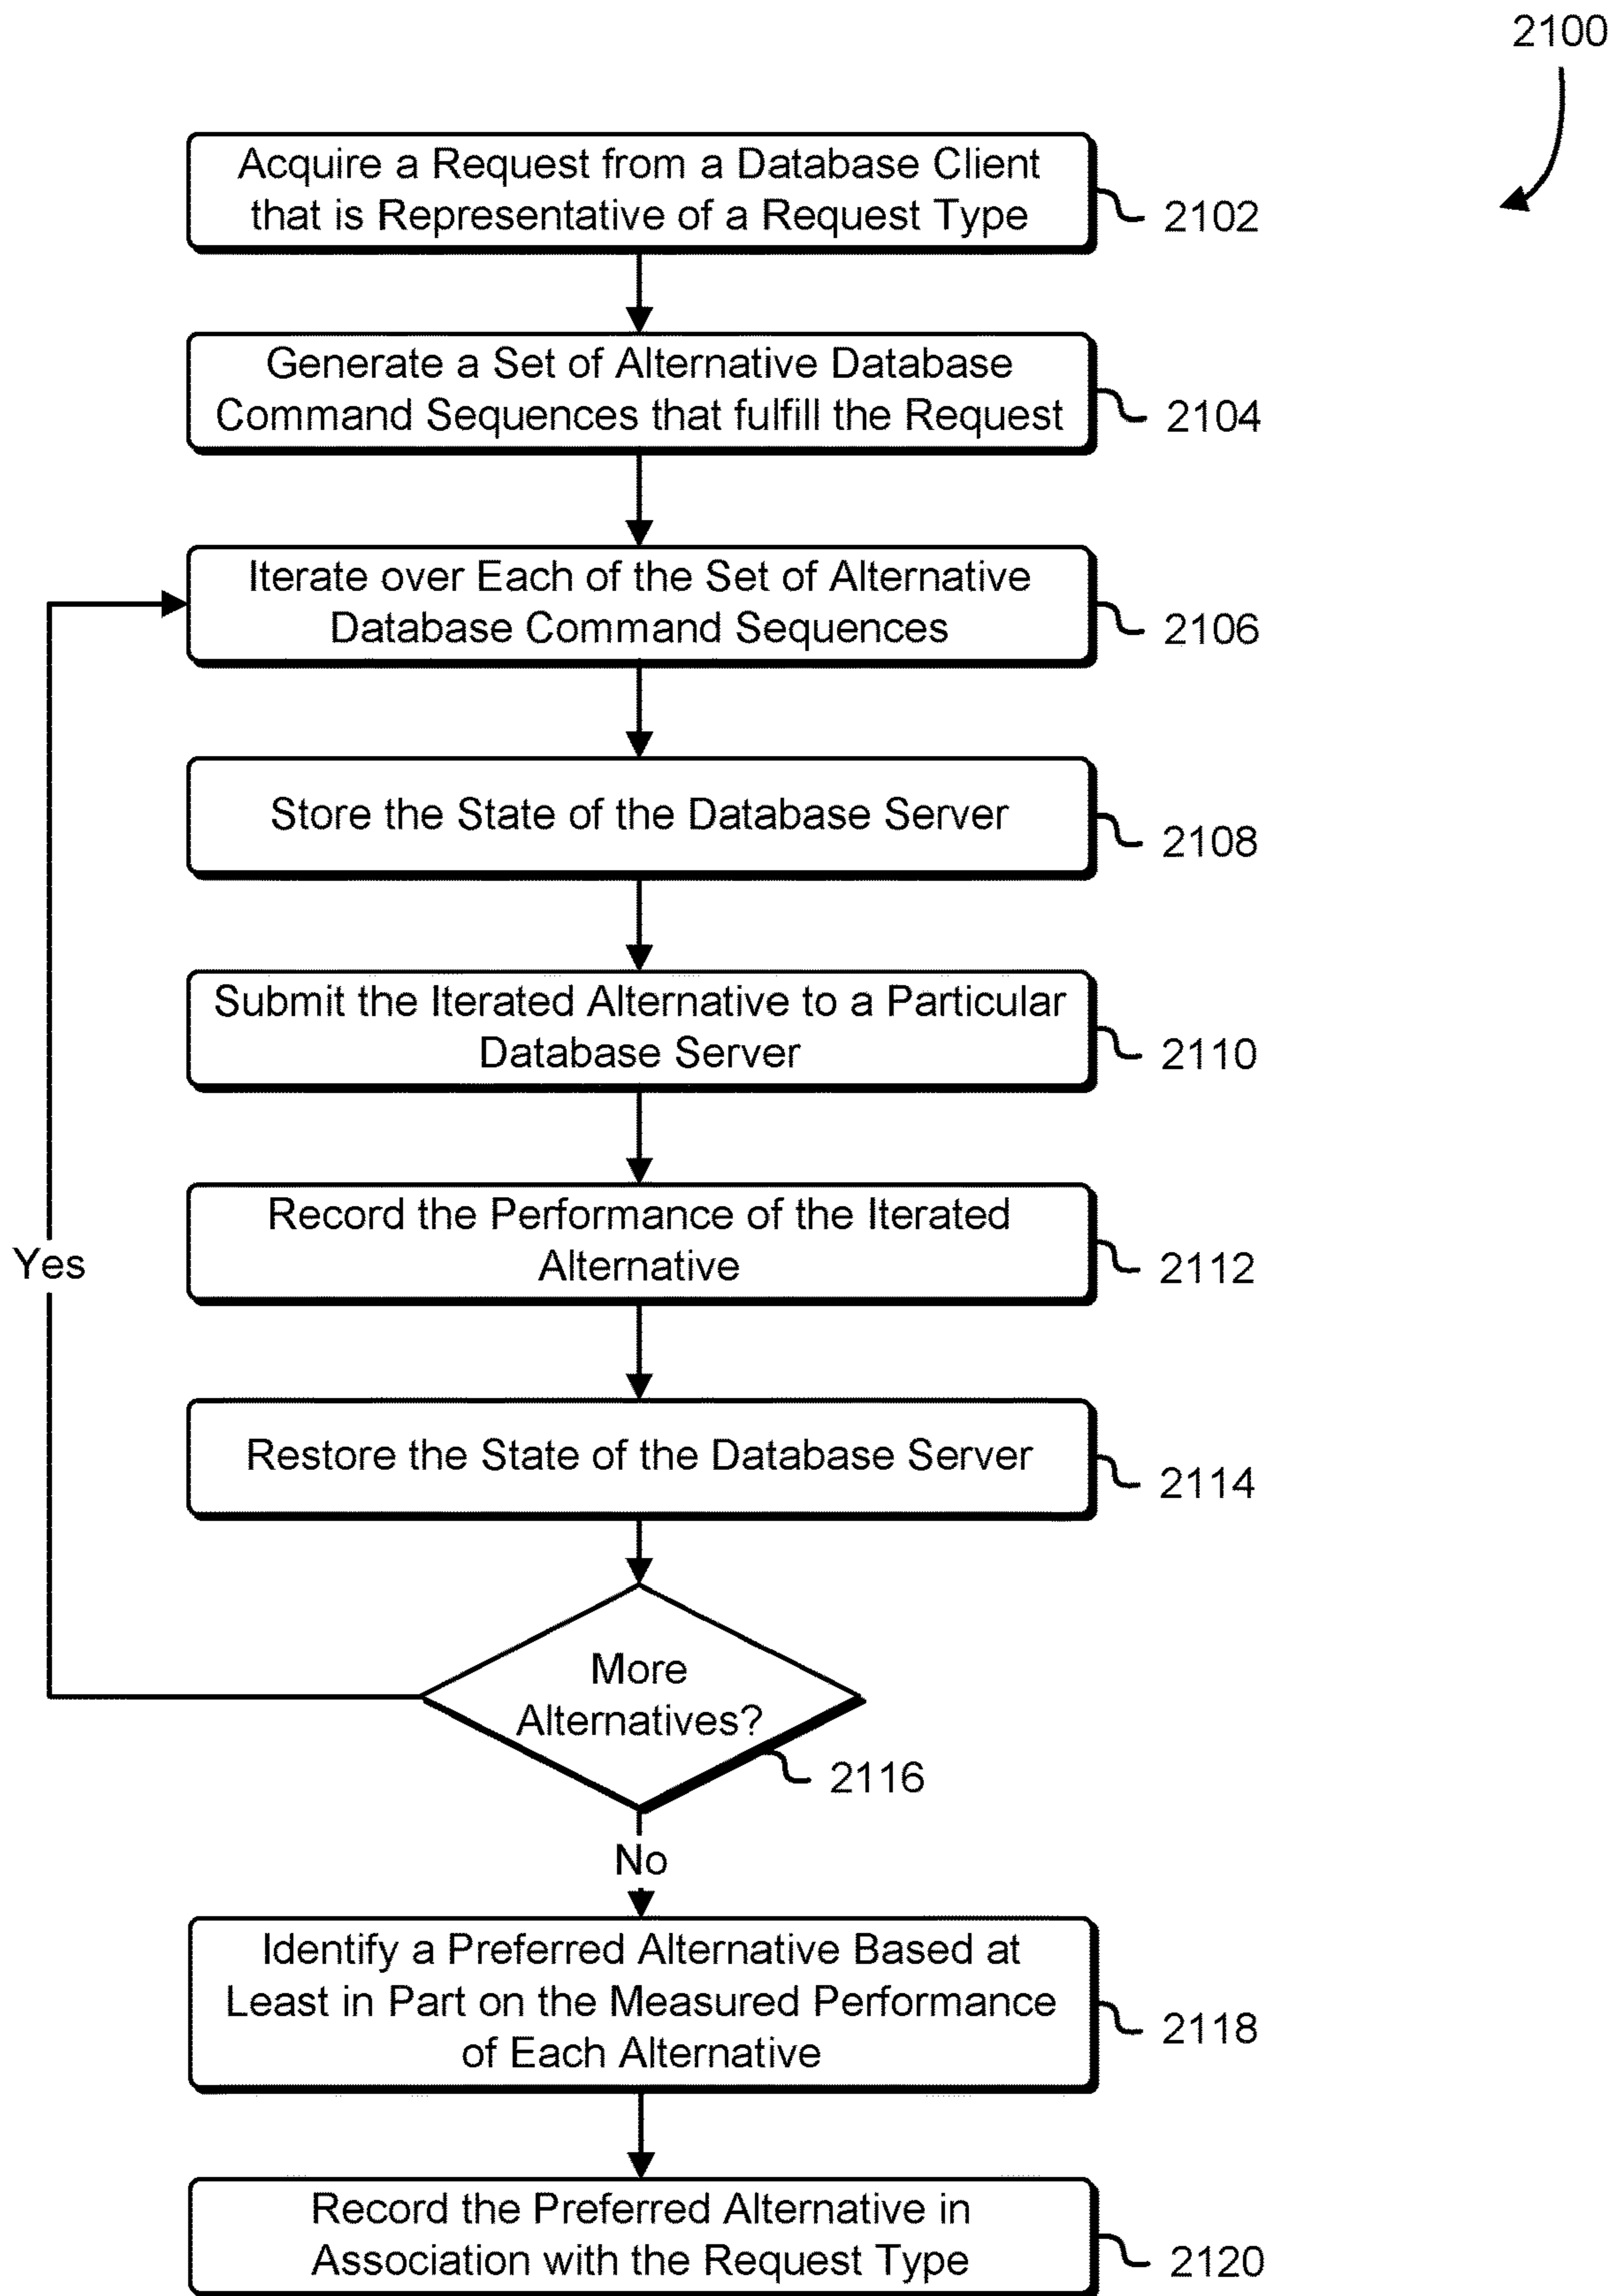 2100
Acquire a Request from a Database Client
that is Representative of a Request Type
2102
Generate a Set of Alternative Database
Command Sequences that fulfill the Request
2104
Iterate over Each of the Set of Alternative
Database Command Sequences
2106
Store the State of the Database Server
2108
Submit the Iterated Alternative to a Particular
Database Server
2110
Record the Performance of the Iterated
Alternative
2112
Yes
Restore the State of the Database Server
2114
More
Alternatives?
2116
No
Identify a Preferred Alternative Based at
Least in Part on the Measured Performance
of Each Alternative
2118
Record the Preferred Alternative in
Association with the Request Type
2120